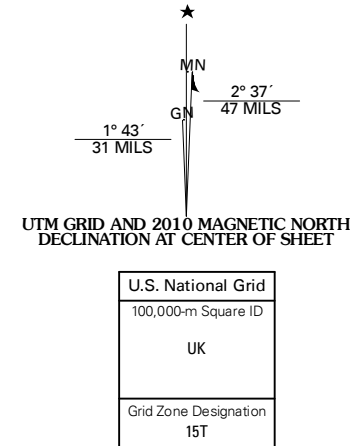 ★
MN
GN
2° 37´
47 MILS
1° 43´
31 MILS
UTM GRID AND 2010 MAGNETIC NORTH
DECLINATION AT CENTER OF SHEET
U.S. National Grid
100,000-m Square ID
UK
Grid Zone Designation
15T